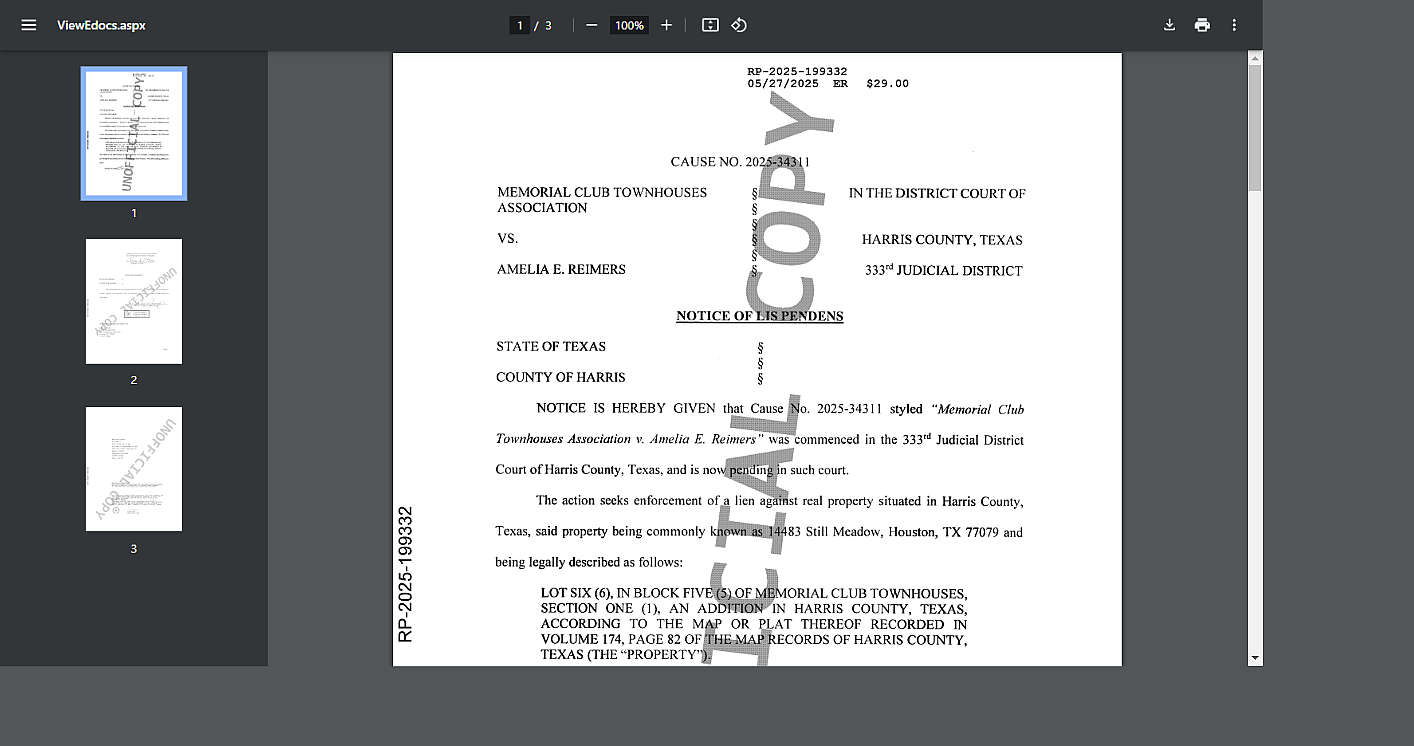 ViewEdocs.aspx
1 / 3
100%
1
2
3
RP-2025-199332
05/27/2025 ER $29.00
CAUSE NO. 2025-34311
MEMORIAL CLUB TOWNHOUSES § IN THE DISTRICT COURT OF
ASSOCIATION §
§
VS. § HARRIS COUNTY, TEXAS
§
AMELIA E. REIMERS § 333rd JUDICIAL DISTRICT
NOTICE OF LIS PENDENS
STATE OF TEXAS §
§
COUNTY OF HARRIS §
NOTICE IS HEREBY GIVEN that Cause No. 2025-34311 styled “Memorial Club
Townhouses Association v. Amelia E. Reimers” was commenced in the 333rd Judicial District
Court of Harris County, Texas, and is now pending in such court.
The action seeks enforcement of a lien against real property situated in Harris County,
Texas, said property being commonly known as 14483 Still Meadow, Houston, TX 77079 and
being legally described as follows:
LOT SIX (6), IN BLOCK FIVE (5) OF MEMORIAL CLUB TOWNHOUSES,
SECTION ONE (1), AN ADDITION IN HARRIS COUNTY, TEXAS,
ACCORDING TO THE MAP OR PLAT THEREOF RECORDED IN
VOLUME 174, PAGE 82 OF THE MAP RECORDS OF HARRIS COUNTY,
TEXAS (THE “PROPERTY”).
RP-2025-199332
ICIAL COPY
UNOFFICIAL COPY
UNOFFICIAL COPY
UNOFFICIAL COPY